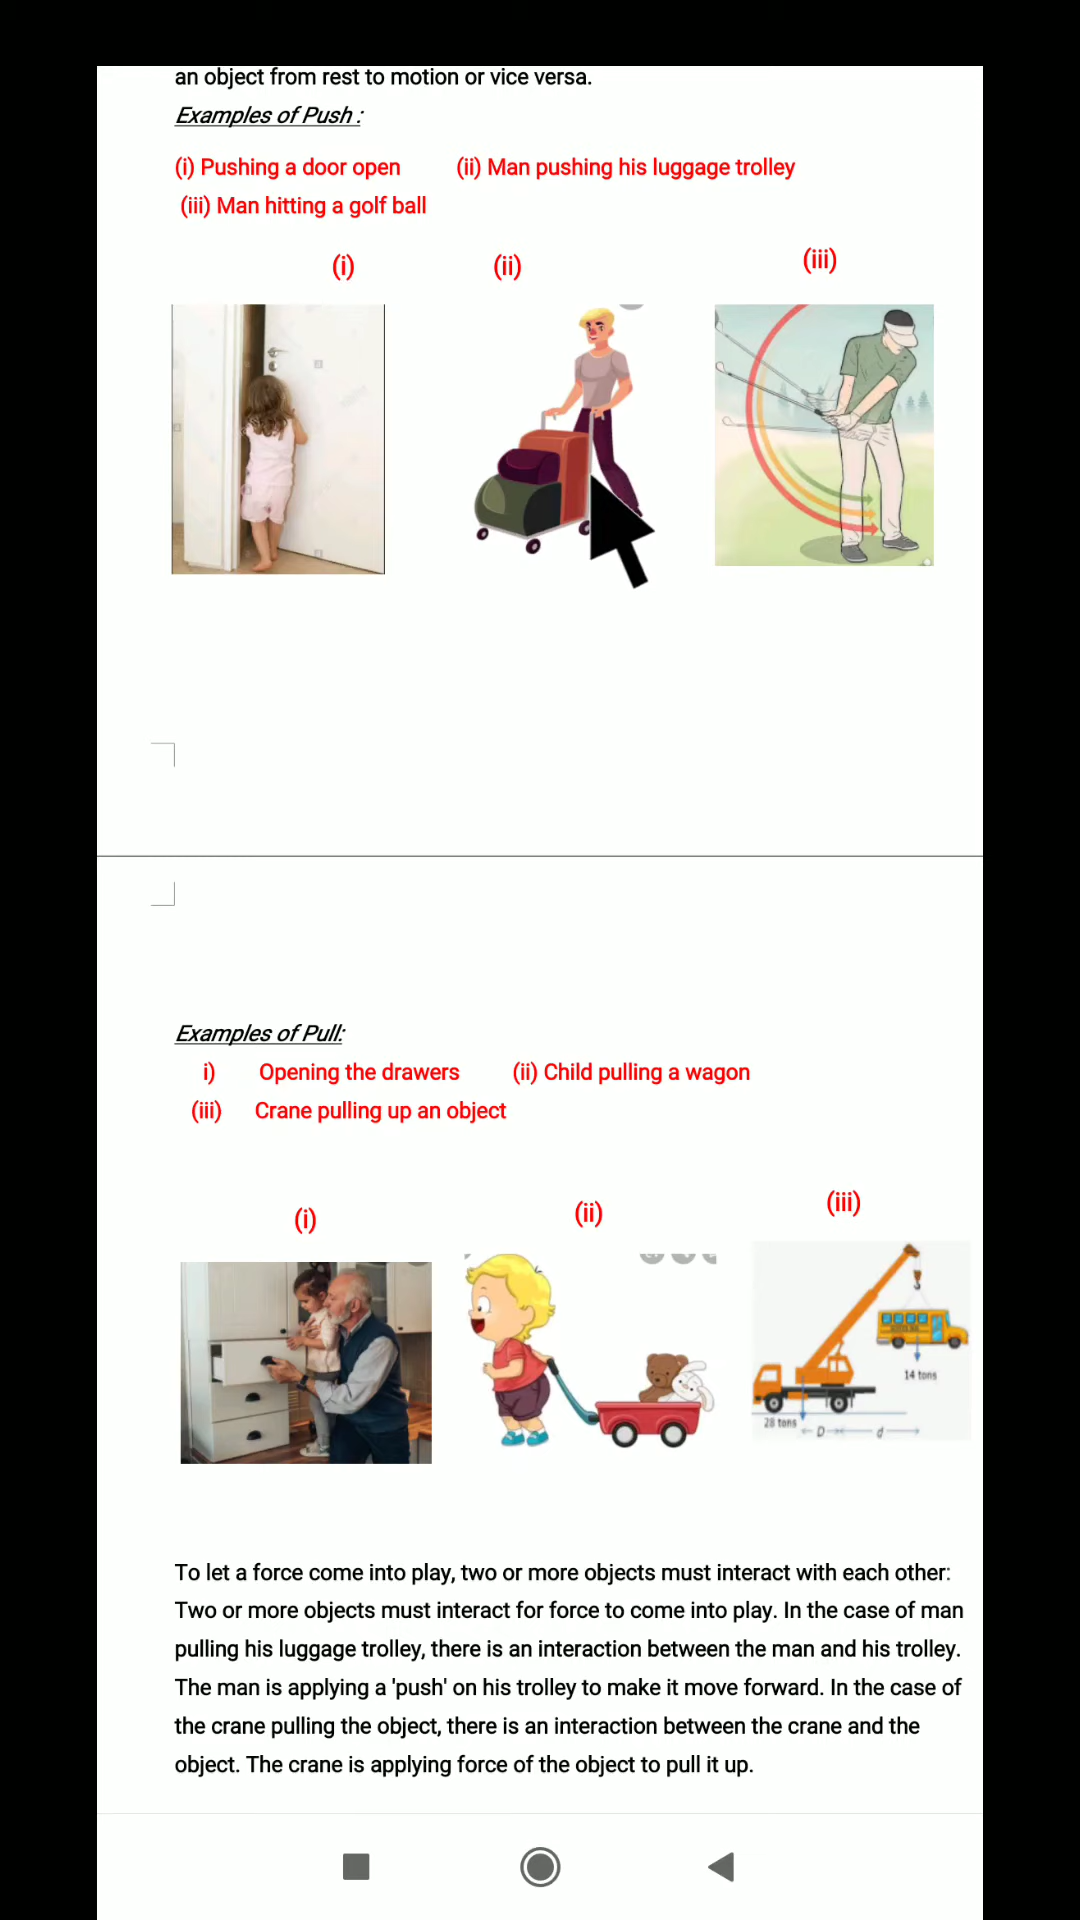 an object from rest to motion or vice versa.
Examples of Push :
(i) Pushing a door open (ii) Man pushing his luggage trolley
(iii) Man hitting a golf ball
(i) (ii) (iii)
Examples of Pull:
i) Opening the drawers (ii) Child pulling a wagon
(iii) Crane pulling up an object
(i) (ii) (iii)
14 tons
28 tons
D d
To let a force come into play, two or more objects must interact with each other:
Two or more objects must interact for force to come into play. In the case of man
pulling his luggage trolley, there is an interaction between the man and his trolley.
The man is applying a 'push' on his trolley to make it move forward. In the case of
the crane pulling the object, there is an interaction between the crane and the
object. The crane is applying force of the object to pull it up.